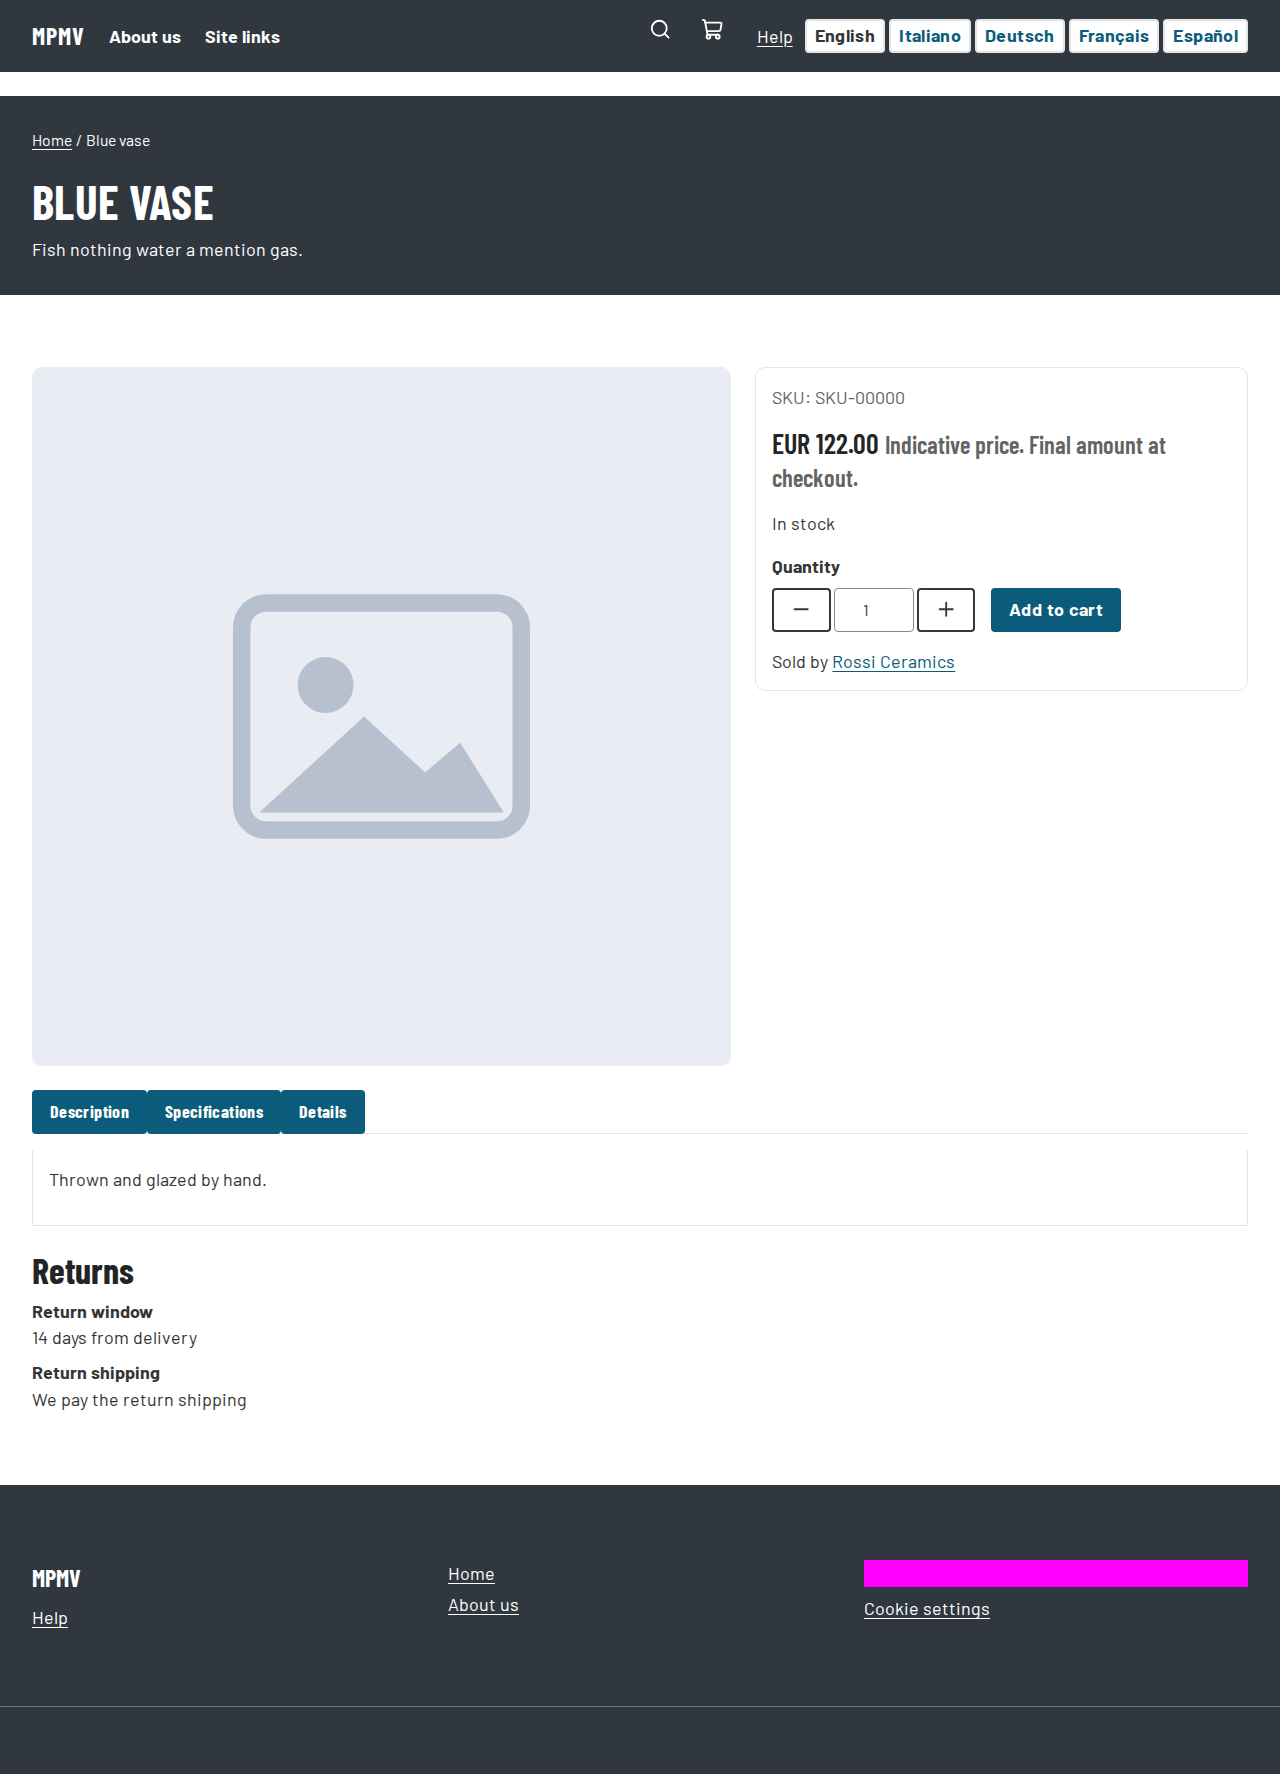 MPMV About us Site links Help English Italiano Deutsch Français Español
Home / Blue vase
BLUE VASE
Fish nothing water a mention gas.
SKU: SKU-00000
EUR 122.00 Indicative price. Final amount at
checkout.
In stock
Quantity
1 Add to cart
Sold by Rossi Ceramics
Description Specifications Details
Thrown and glazed by hand.
Returns
Return window
14 days from delivery
Return shipping
We pay the return shipping
MPMV
Help
Home
About us
Cookie settings